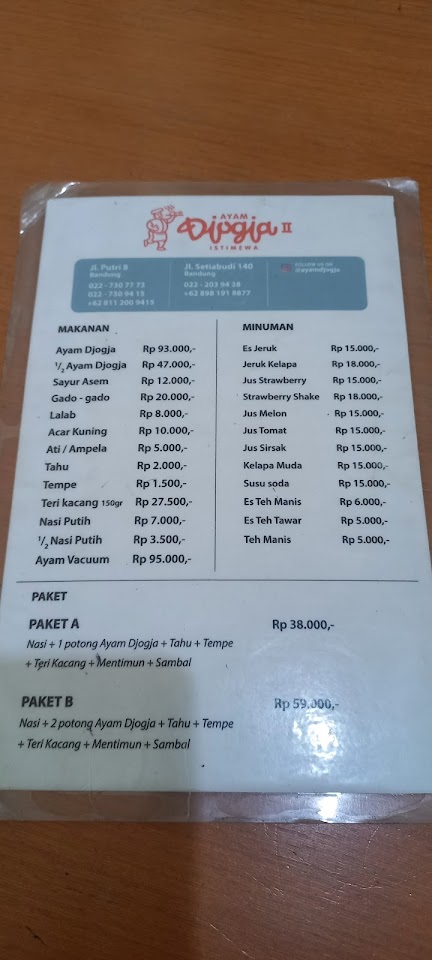 AYAM
Djogja II
ISTIMEWA
Jl. Putri 8
Bandung
022 - 730 77 73
022 - 730 94 15
+62 811 200 9415
Jl. Setiabudi 140
Bandung
022 - 203 94 38
+62 898 191 8877
FOLLOW US ON
@ayamdjogja
MAKANAN
Ayam Djogja Rp 93.000,-
1/2 Ayam Djogja Rp 47.000,-
Sayur Asem Rp 12.000,-
Gado - gado Rp 20.000,-
Lalab Rp 8.000,-
Acar Kuning Rp 10.000,-
Ati / Ampela Rp 5.000,-
Tahu Rp 2.000,-
Tempe Rp 1.500,-
Teri kacang 150gr Rp 27.500,-
Nasi Putih Rp 7.000,-
1/2 Nasi Putih Rp 3.500,-
Ayam Vacuum Rp 95.000,-
MINUMAN
Es Jeruk Rp 15.000,-
Jeruk Kelapa Rp 18.000,-
Jus Strawberry Rp 15.000,-
Strawberry Shake Rp 18.000,-
Jus Melon Rp 15.000,-
Jus Tomat Rp 15.000,-
Jus Sirsak Rp 15.000,-
Kelapa Muda Rp 15.000,-
Susu soda Rp 15.000,-
Es Teh Manis Rp 6.000,-
Es Teh Tawar Rp 5.000,-
Teh Manis Rp 5.000,-
PAKET
PAKET A Rp 38.000,-
Nasi + 1 potong Ayam Djogja + Tahu + Tempe
+ Teri Kacang + Mentimun + Sambal
PAKET B Rp 59.000,-
Nasi + 2 potong Ayam Djogja + Tahu + Tempe
+ Teri Kacang + Mentimun + Sambal